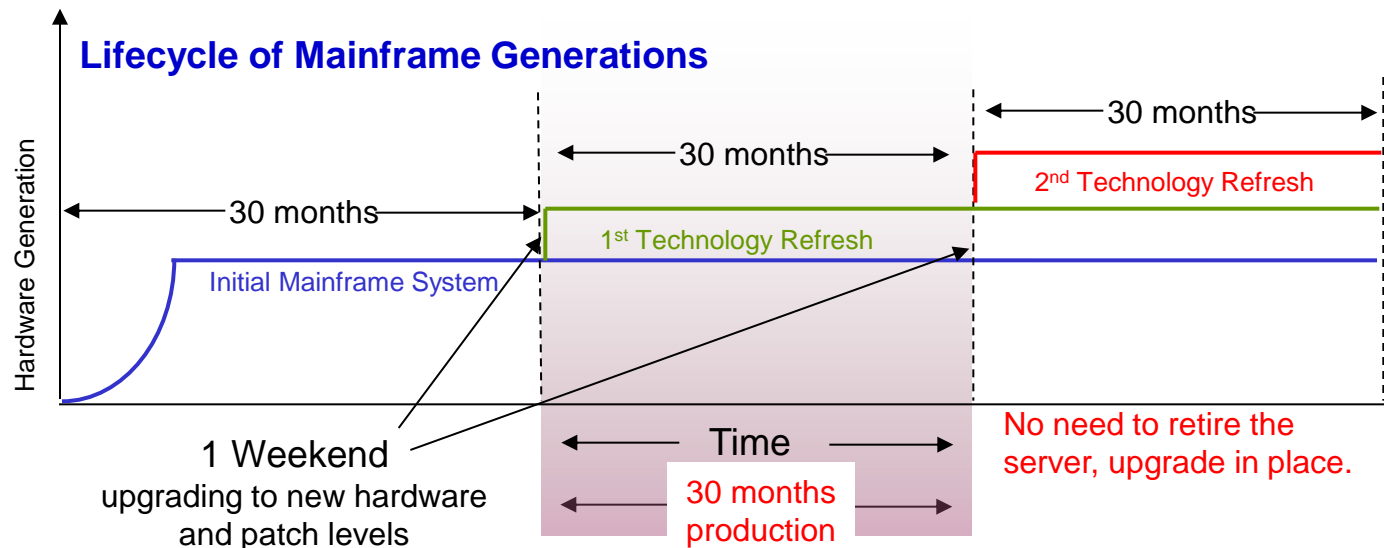 Lifecycle of Mainframe Generations
30 months
30 months
30 months
2nd Technology Refresh
1st Technology Refresh
Initial Mainframe System
Hardware Generation
1 Weekend
upgrading to new hardware
and patch levels
Time
30 months
production
No need to retire the
server, upgrade in place.